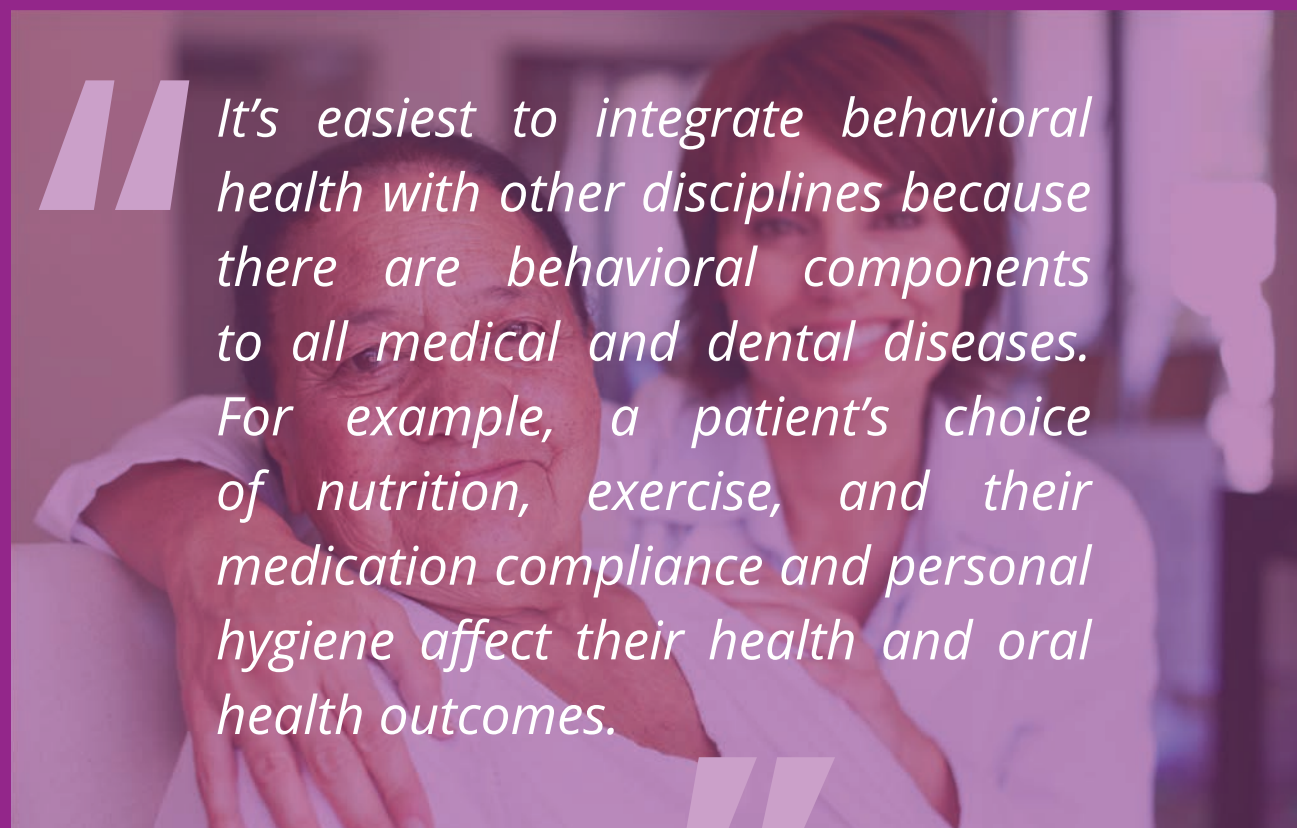 It’s easiest to integrate behavioral
health with other disciplines because
there are behavioral components
to all medical and dental diseases.
For example, a patient’s choice
of nutrition, exercise, and their
medication compliance and personal
hygiene affect their health and oral
health outcomes.